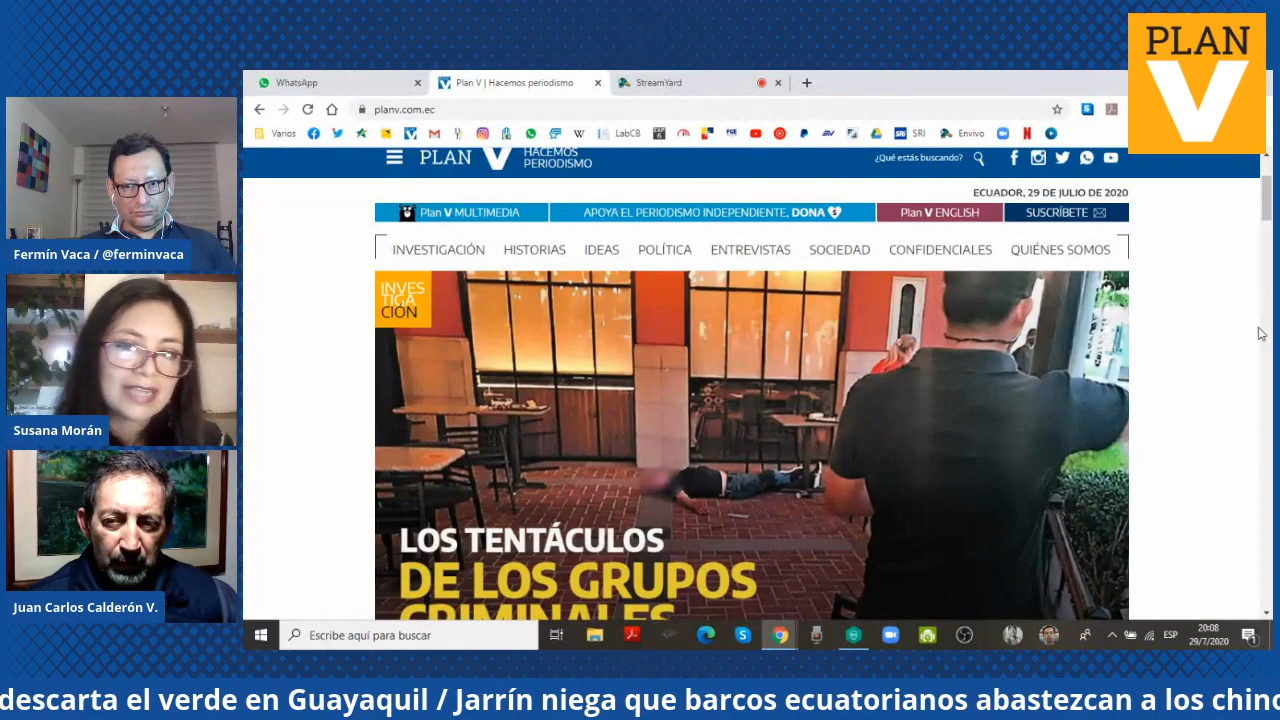 PLAN
V
Fermín Vaca / @ferminvaca
Susana Morán
Juan Carlos Calderón V.
WhatsApp
Plan V | Hacemos periodismo
StreamYard
planv.com.ec
Varios
LabCB
SRI
Envivo
PLAN V HACEMOS
PERIODISMO
¿Qué estás buscando?
ECUADOR, 29 DE JULIO DE 2020
Plan V MULTIMEDIA
APOYA EL PERIODISMO INDEPENDIENTE, DONA
Plan V ENGLISH
SUSCRÍBETE
INVESTIGACIÓN HISTORIAS IDEAS POLÍTICA ENTREVISTAS SOCIEDAD CONFIDENCIALES QUIÉNES SOMOS
INVES
TIGA
CIÓN
LOS TENTÁCULOS
DE LOS GRUPOS
CRIMINALES
Escribe aquí para buscar
ESP
20:08
29/7/2020
descarta el verde en Guayaquil / Jarrín niega que barcos ecuatorianos abastezcan a los chino